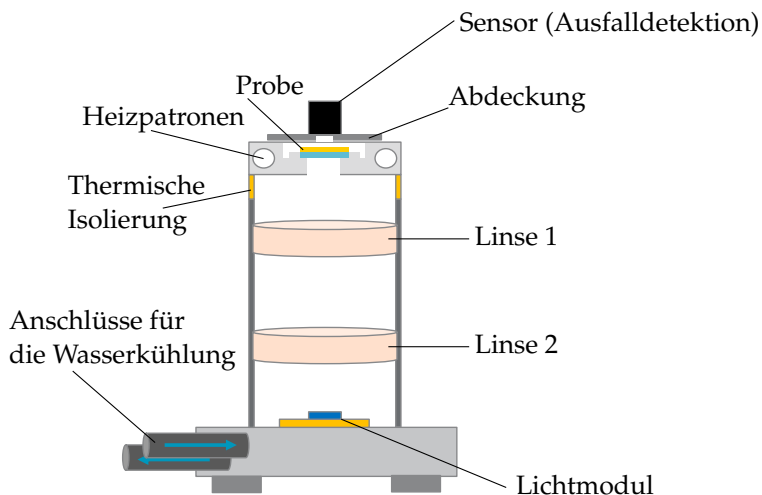 Sensor (Ausfalldetektion)
Probe
Abdeckung
Heizpatronen
Thermische
Isolierung
Linse 1
Anschlüsse für
die Wasserkühlung
Linse 2
Lichtmodul